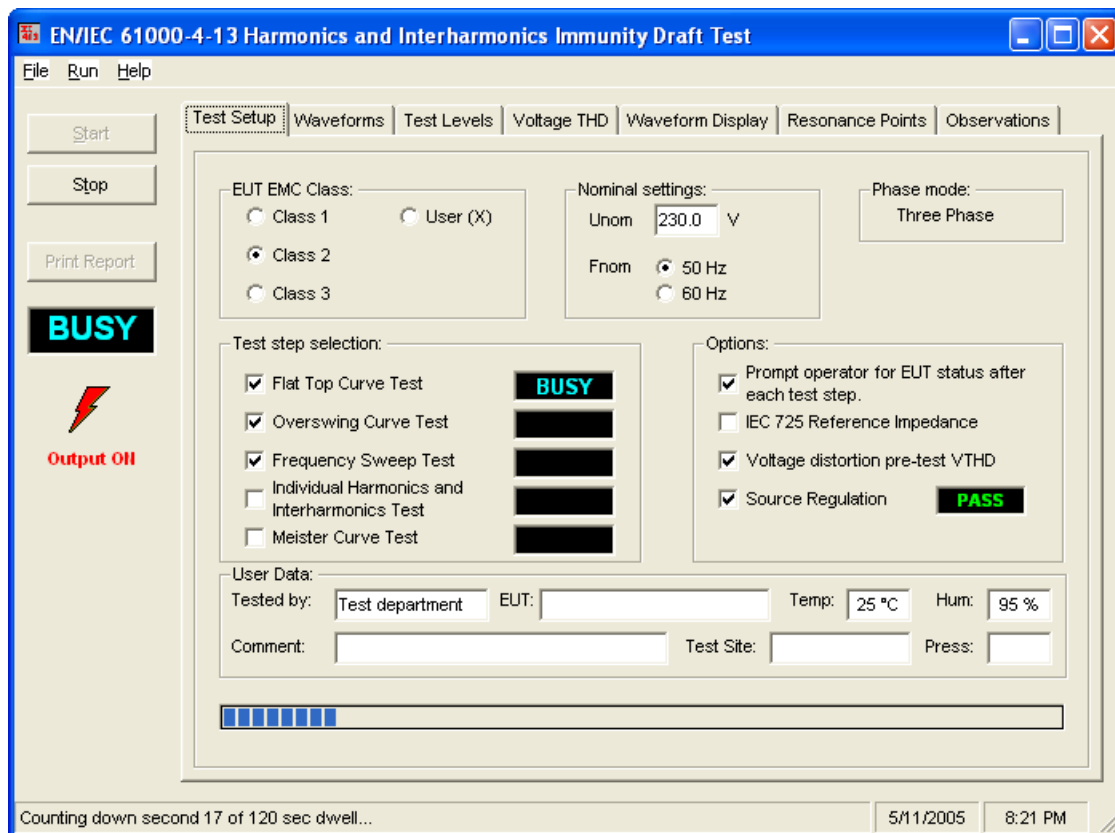 EN/IEC 61000-4-13 Harmonics and Interharmonics Immunity Draft Test
File Run Help
Start
Stop
Print Report
BUSY
Output ON
Test Setup Waveforms Test Levels Voltage THD Waveform Display Resonance Points Observations
EUT EMC Class:
Class 1 User (X)
Class 2
Class 3
Nominal settings:
Unom 230.0 V
Fnom 50 Hz
60 Hz
Phase mode:
Three Phase
Test step selection:
Flat Top Curve Test BUSY
Overswing Curve Test
Frequency Sweep Test
Individual Harmonics and
Interharmonics Test
Meister Curve Test
Options:
Prompt operator for EUT status after
each test step.
IEC 725 Reference Impedance
Voltage distortion pre-test VTHD
Source Regulation PASS
User Data:
Tested by: Test department EUT: Temp: 25 °C Hum: 95 %
Comment: Test Site: Press:
Counting down second 17 of 120 sec dwell... 5/11/2005 8:21 PM